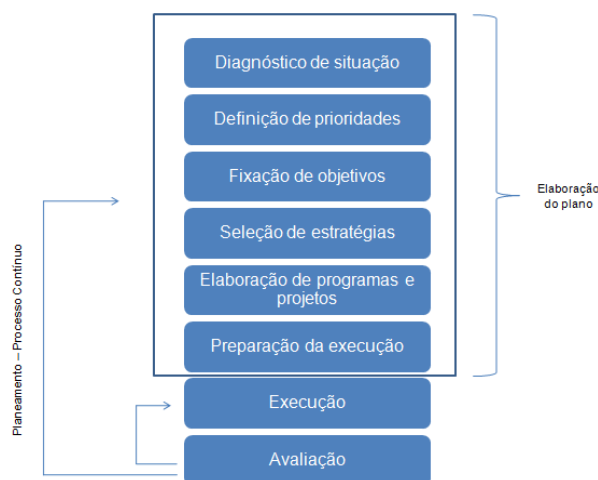 Diagnóstico de situação
Definição de prioridades
Fixação de objetivos
Seleção de estratégias
Elaboração de programas e
projetos
Preparação da execução
Execução
Avaliação
Elaboração
do plano
Planeamento – Processo Contínuo